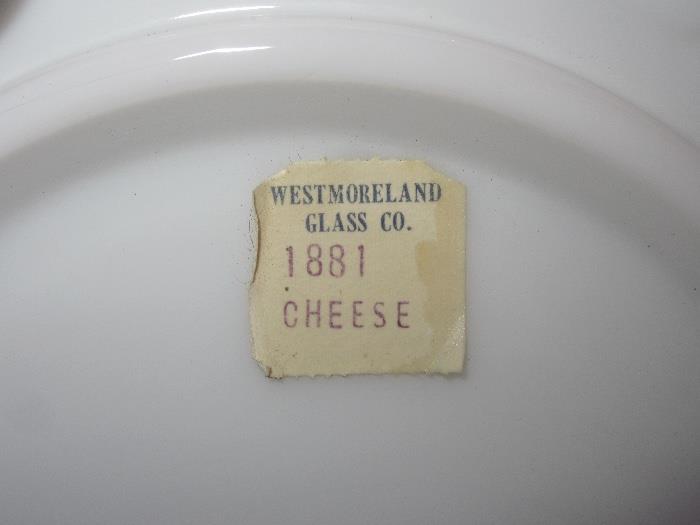 WESTMORELAND
GLASS CO.
1881
CHEESE